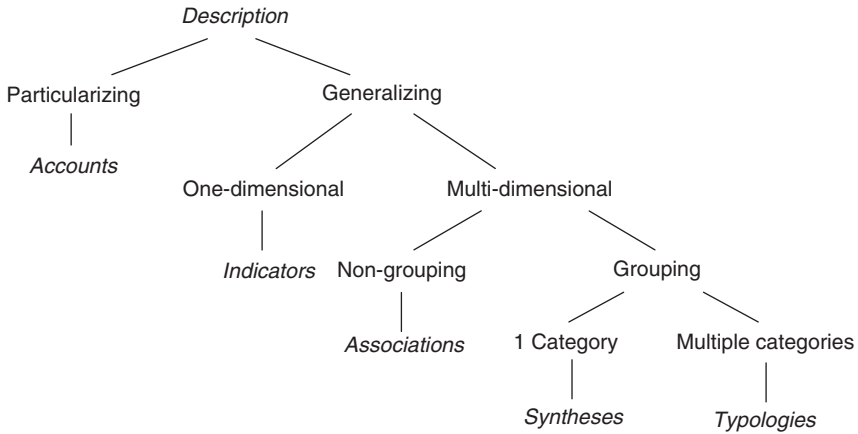 Description
Particularizing
Generalizing
Accounts
One-dimensional
Multi-dimensional
Indicators
Non-grouping
Grouping
Associations
1 Category
Multiple categories
Syntheses
Typologies